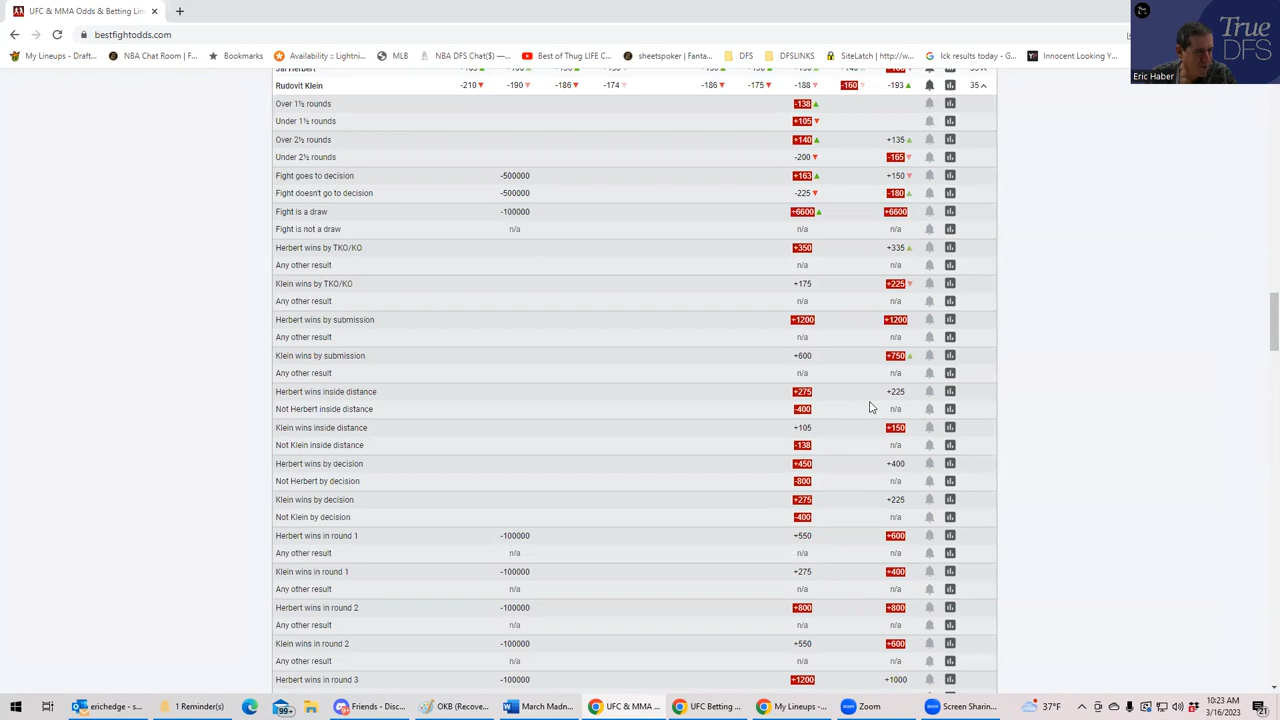 UFC & MMA Odds & Betting Lin
bestfightodds.com
My Lineups - Draft... NBA Chat Room | F... Bookmarks Availability :: Lightni... MLB NBA DFS Chat($) —... Best of Thug LIFE C... sheetspoker | Fanta... DFS DFSLINKS SiteLatch | http://w... Ick results today - G... Innocent Looking Y...
True
DFS
Eric Haber
Jai Herbert
Rudovit Klein -210 -190 -186 -174 -186 -175 -188 -160 -193 35
Over 1½ rounds -138
Under 1½ rounds +105
Over 2½ rounds +140 +135
Under 2½ rounds -200 -165
Fight goes to decision -500000 +163 +150
Fight doesn't go to decision -500000 -225 -180
Fight is a draw -100000 +6600 +6600
Fight is not a draw n/a n/a n/a
Herbert wins by TKO/KO +350 +335
Any other result n/a n/a
Klein wins by TKO/KO +175 +225
Any other result n/a n/a
Herbert wins by submission +1200 +1200
Any other result n/a n/a
Klein wins by submission +600 +750
Any other result n/a n/a
Herbert wins inside distance +275 +225
Not Herbert inside distance -400 n/a
Klein wins inside distance +105 +150
Not Klein inside distance -138 n/a
Herbert wins by decision +450 +400
Not Herbert by decision -800 n/a
Klein wins by decision +275 +225
Not Klein by decision -400 n/a
Herbert wins in round 1 -100000 +550 +600
Any other result n/a n/a n/a
Klein wins in round 1 -100000 +275 +400
Any other result n/a n/a n/a
Herbert wins in round 2 -100000 +800 +800
Any other result n/a n/a n/a
Klein wins in round 2 -100000 +550 +600
Any other result n/a n/a n/a
Herbert wins in round 3 -100000 +1200 +1000
erichedge - s... 1 Reminder(s) 99+ Friends - Dis... OKB (Recove... March Madn... UFC & MMA ... UFC Betting ... My Lineups -... Zoom Screen Sharin... 37°F 10:23 AM
3/16/2023 21